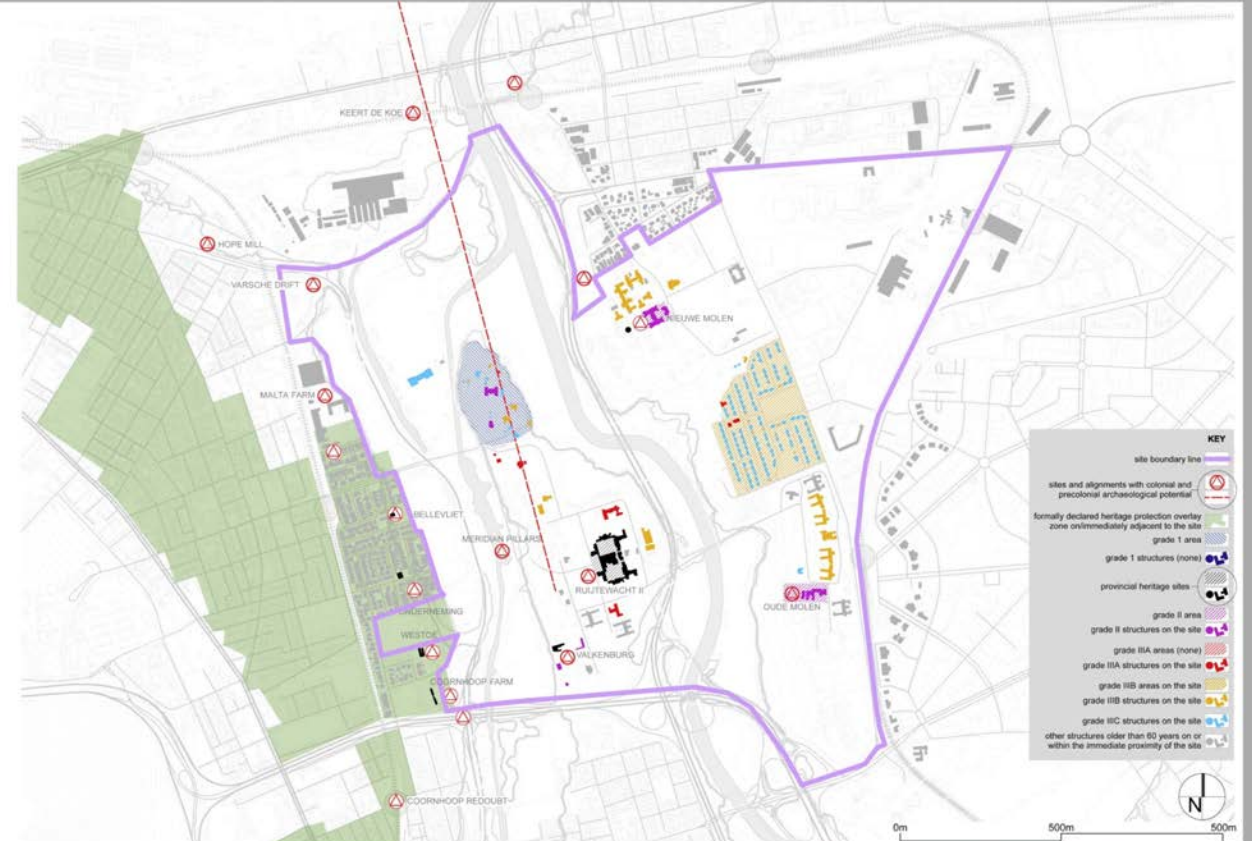 KEERT DE KOE
HOPE MILL
VARSCHE DRIFT
NIEUWE MOLEN
MALTA FARM
BELLEVLIET
MERIDIAN PILLARS
RUIJTEWACHT II
OUDE MOLEN
VALKENBURG
COORNHOOP FARM
COORNHOOP REDOUBT
KEY
site boundary line
sites and alignments with colonial and
precolonial archaeological potential
formally declared heritage protection overlay
zone on/immediately adjacent to the site
grade 1 area
grade 1 structures (none)
provincial heritage sites
grade II area
grade II structures on the site
grade IIIA areas (none)
grade IIIA structures on the site
grade IIIB areas on the site
grade IIIB structures on the site
grade IIIC structures on the site
other structures older than 60 years on or
within the immediate proximity of the site
N
0m 500m 500m